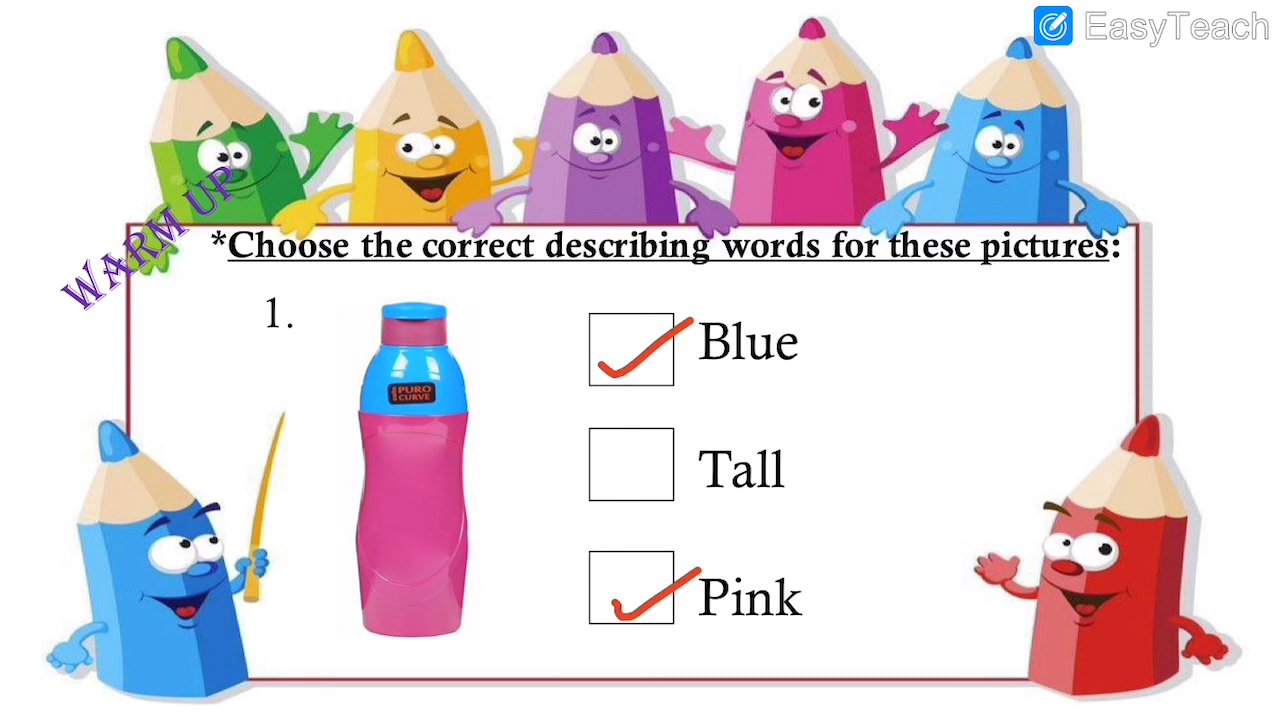 EasyTeach
WARM UP
*Choose the correct describing words for these pictures:
1.
PURO
CURVE
Blue
Tall
Pink